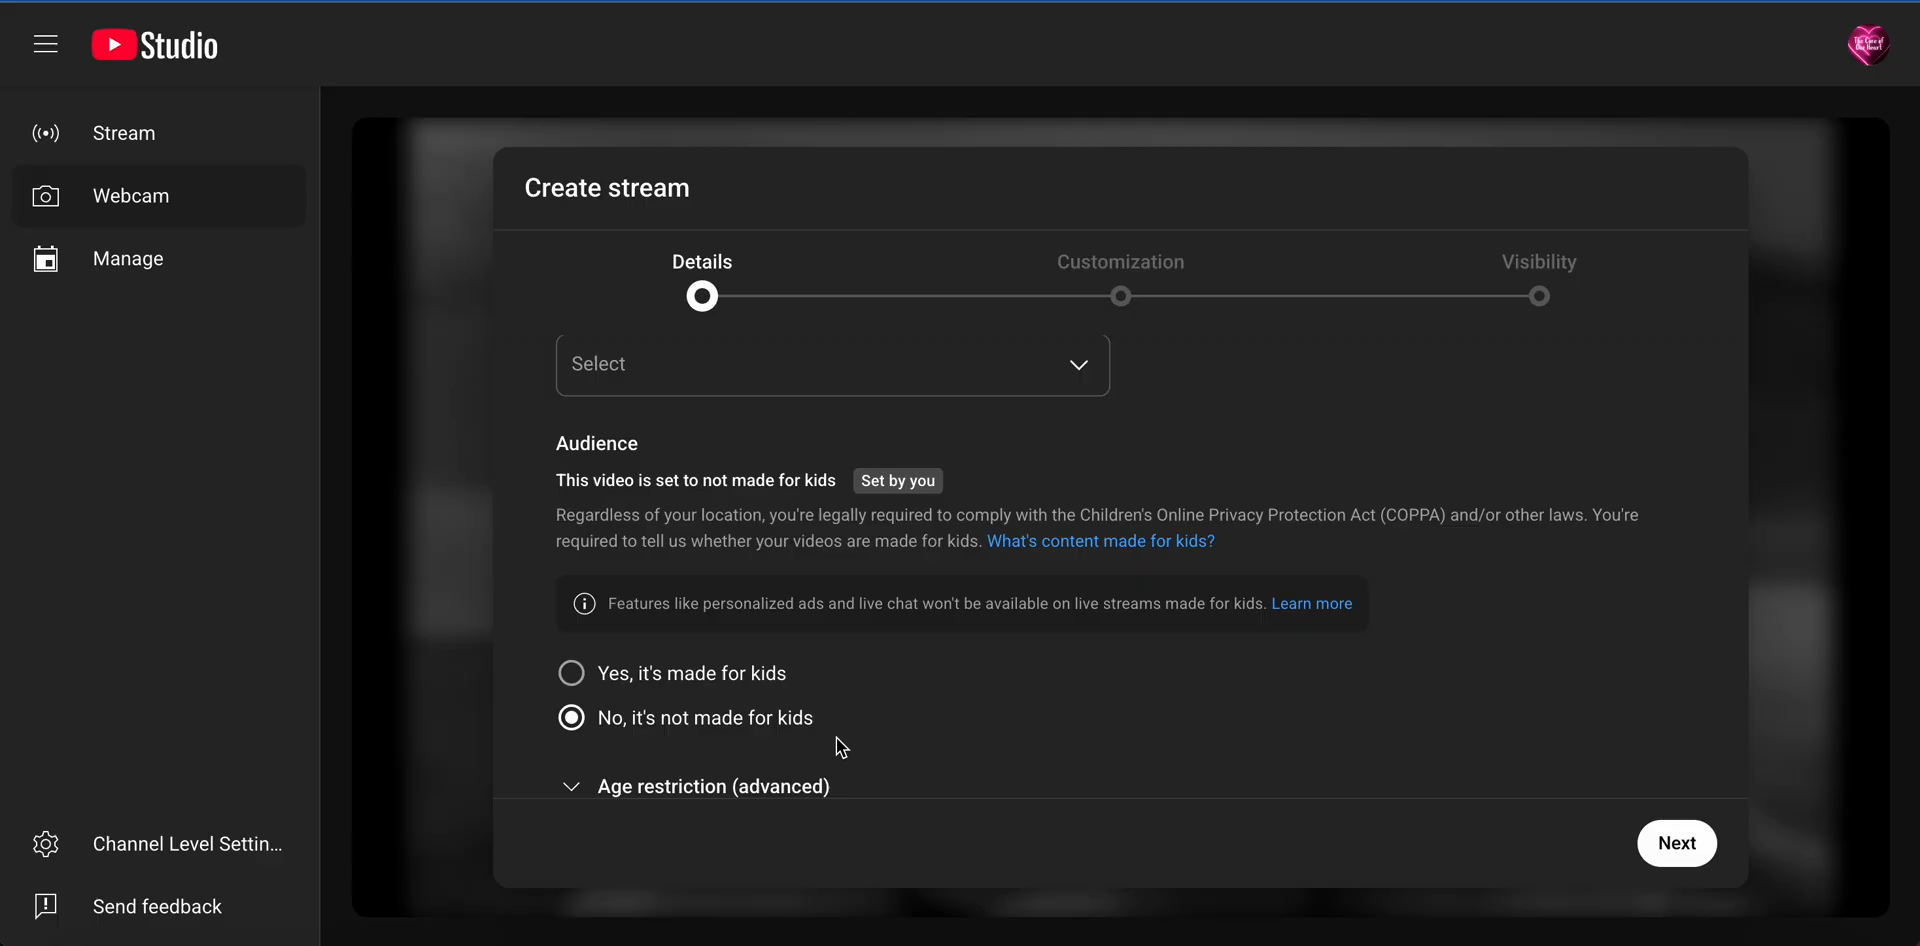 Studio
The Core of
Our Heart
Stream
Webcam
Manage
Create stream
Details
Customization
Visibility
Select
Audience
This video is set to not made for kids
Set by you
Regardless of your location, you're legally required to comply with the Children's Online Privacy Protection Act (COPPA) and/or other laws. You're
required to tell us whether your videos are made for kids. What's content made for kids?
Features like personalized ads and live chat won't be available on live streams made for kids. Learn more
Yes, it's made for kids
No, it's not made for kids
Age restriction (advanced)
Next
Channel Level Settin...
Send feedback